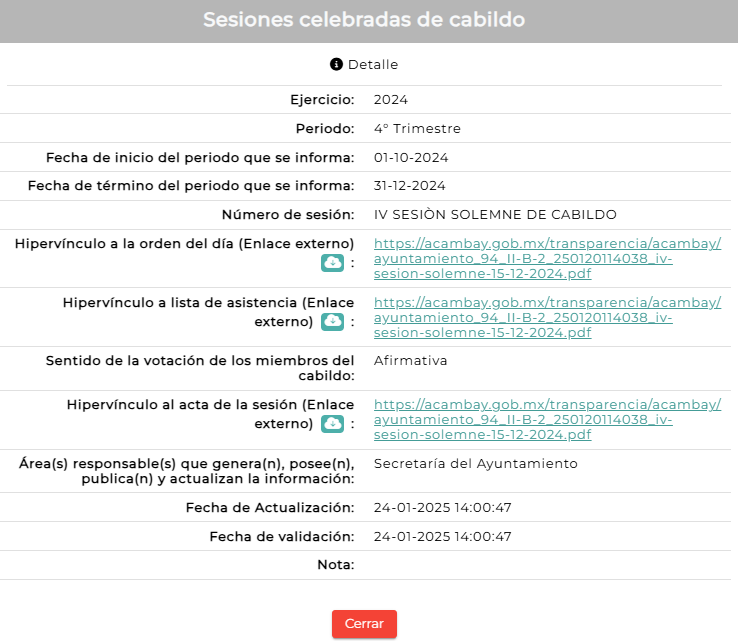 Sesiones celebradas de cabildo
Detalle
Ejercicio: 2024
Periodo: 4° Trimestre
Fecha de inicio del periodo que se informa: 01-10-2024
Fecha de término del periodo que se informa: 31-12-2024
Número de sesión: IV SESIÒN SOLEMNE DE CABILDO
Hipervínculo a la orden del día (Enlace externo)
:
https://acambay.gob.mx/transparencia/acambay/
ayuntamiento_94_II-B-2_250120114038_iv-
sesion-solemne-15-12-2024.pdf
Hipervínculo a lista de asistencia (Enlace
externo) :
https://acambay.gob.mx/transparencia/acambay/
ayuntamiento_94_II-B-2_250120114038_iv-
sesion-solemne-15-12-2024.pdf
Sentido de la votación de los miembros del
cabildo:
Afirmativa
Hipervínculo al acta de la sesión (Enlace
externo) :
https://acambay.gob.mx/transparencia/acambay/
ayuntamiento_94_II-B-2_250120114038_iv-
sesion-solemne-15-12-2024.pdf
Área(s) responsable(s) que genera(n), posee(n),
publica(n) y actualizan la información:
Secretaría del Ayuntamiento
Fecha de Actualización: 24-01-2025 14:00:47
Fecha de validación: 24-01-2025 14:00:47
Nota:
Cerrar